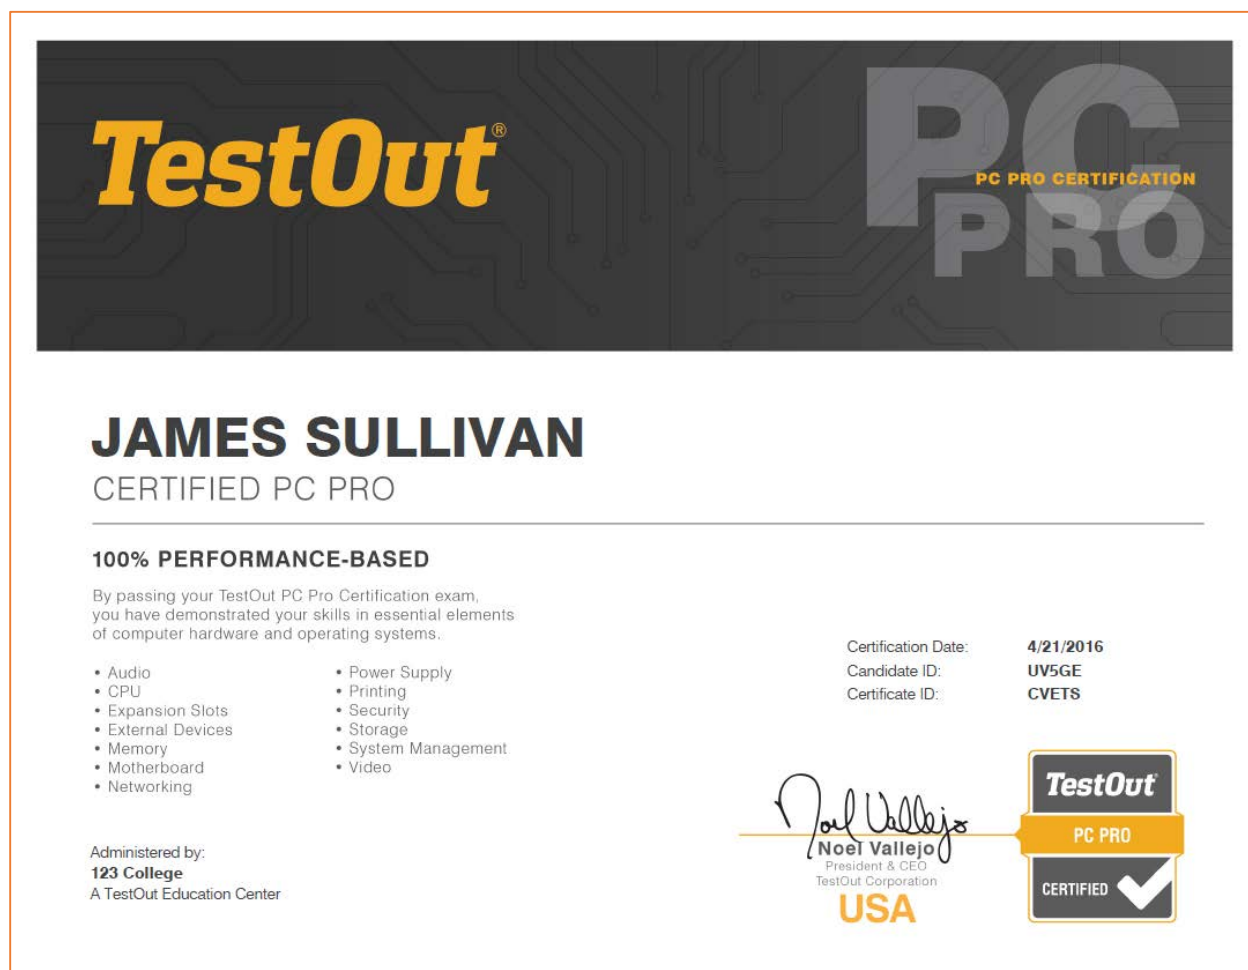 TestOut®
PC
PC PRO CERTIFICATION
PRO
JAMES SULLIVAN
CERTIFIED PC PRO
100% PERFORMANCE-BASED
By passing your TestOut PC Pro Certification exam,
you have demonstrated your skills in essential elements
of computer hardware and operating systems.
• Audio
• CPU
• Expansion Slots
• External Devices
• Memory
• Motherboard
• Networking
• Power Supply
• Printing
• Security
• Storage
• System Management
• Video
Certification Date: 4/21/2016
Candidate ID: UV5GE
Certificate ID: CVETS
Administered by:
123 College
A TestOut Education Center
Noel Vallejo
Noel Vallejo
President & CEO
TestOut Corporation
USA
TestOut
PC PRO
CERTIFIED